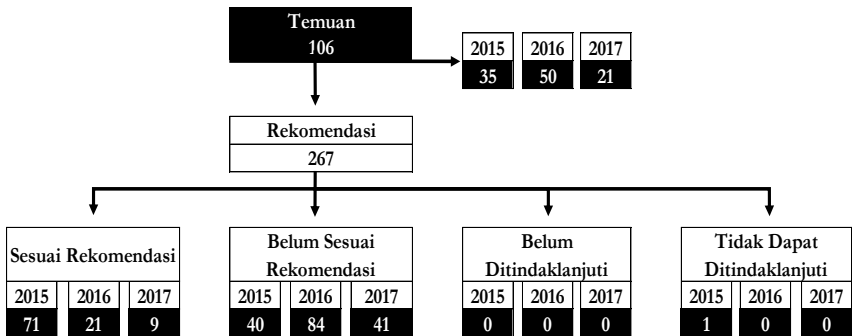 Temuan
106
2015 2016 2017
35 50 21
Rekomendasi
267
Sesuai Rekomendasi
2015 2016 2017
71 21 9
Belum Sesuai
Rekomendasi
2015 2016 2017
40 84 41
Belum
Ditindaklanjuti
2015 2016 2017
0 0 0
Tidak Dapat
Ditindaklanjuti
2015 2016 2017
1 0 0